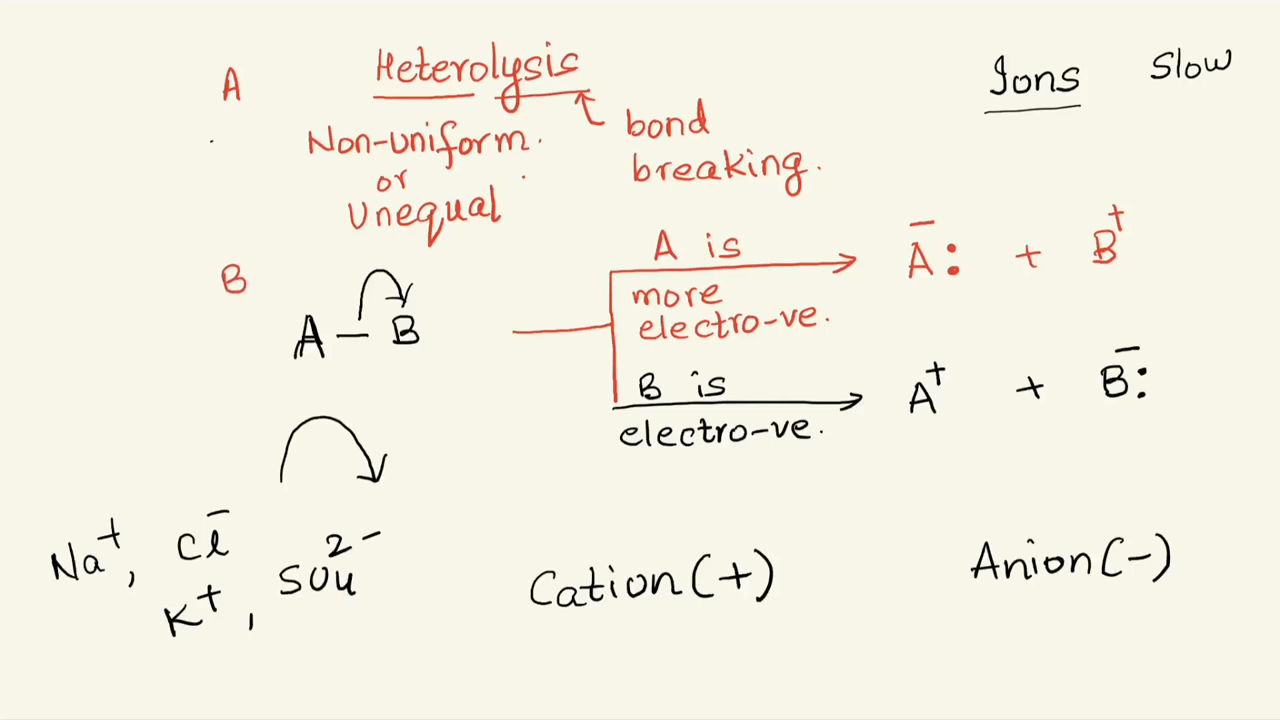 A Heterolysis Ions Slow
Non-uniform. bond
or breaking.
Unequal
A is A̅: + B⁺
B more
electro-ve.
A — B
B is A⁺ + B̅:
electro-ve.
Na⁺, Cl⁻
K⁺, SO4²⁻
Cation (+) Anion (-)